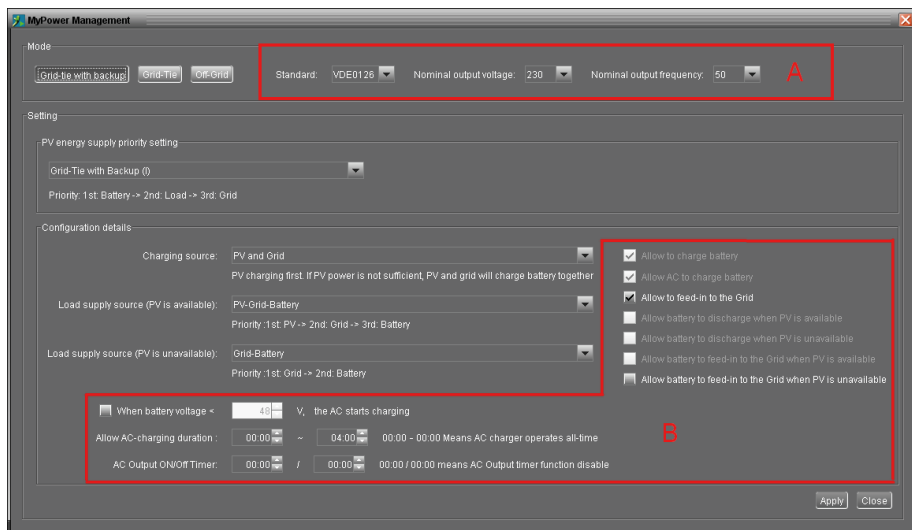 MyPower Management
Mode
Grid-tie with backup Grid-Tie Off-Grid Standard: VDE0126 Nominal output voltage: 230 Nominal output frequency: 50 A
Setting
PV energy supply priority setting
Grid-Tie with Backup (I)
Priority: 1st: Battery -> 2nd: Load -> 3rd: Grid
Configuration details
Charging source: PV and Grid
PV charging first. If PV power is not sufficient, PV and grid will charge battery together
Load supply source (PV is available): PV-Grid-Battery
Priority :1st: PV -> 2nd: Grid -> 3rd: Battery
Load supply source (PV is unavailable): Grid-Battery
Priority :1st: Grid -> 2nd: Battery
Allow to charge battery
Allow AC to charge battery
Allow to feed-in to the Grid
Allow battery to discharge when PV is available
Allow battery to discharge when PV is unavailable
Allow battery to feed-in to the Grid when PV is available
Allow battery to feed-in to the Grid when PV is unavailable
When battery voltage < 48 V, the AC starts charging
Allow AC-charging duration : 00:00 ~ 04:00 00:00 - 00:00 Means AC charger operates all-time
B
AC Output ON/Off Timer: 00:00 / 00:00 00:00 / 00:00 means AC Output timer function disable
Apply Close